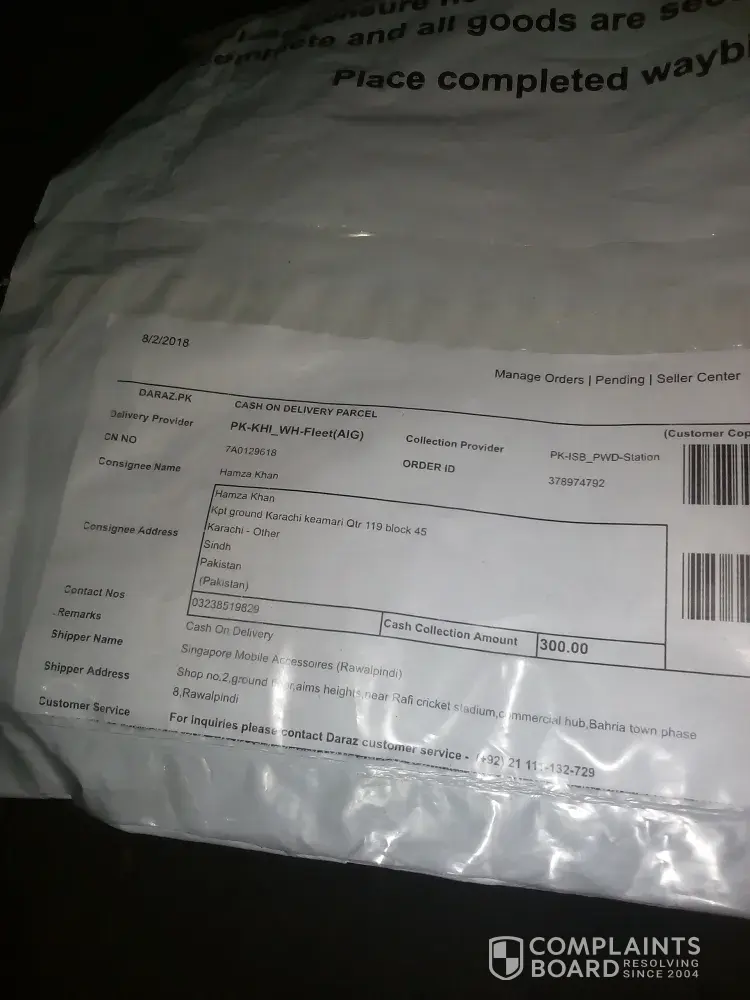 ensure
and all goods are
Place completed
8/2/2018
Manage Orders | Pending | Seller Center
DARAZ.PK
CASH ON DELIVERY PARCEL
(Customer Cop
Delivery Provider
PK-KHI_WH-Fleet(AIG)
Collection Provider
PK-ISB_PWD-Station
CN NO
7A0129618
ORDER ID
378974792
Consignee Name
Hamza Khan
Consignee Address
Hamza Khan
Kpt ground Karachi keamari Qtr 119 block 45
Karachi - Other
Sindh
Pakistan
(Pakistan)
Contact Nos
03238519829
Cash Collection Amount
300.00
Remarks
Cash On Delivery
Shipper Name
Singapore Mobile Accessoires (Rawalpindi)
Shipper Address
Shop no.2,ground aims heights,near Rafi cricket stadium,commercial hub,Bahria town phase
8,Rawalpindi
Customer Service
For inquiries please contact Daraz customer service - (+92) 21 -132-729
COMPLAINTS
BOARD
RESOLVING
SINCE 2004